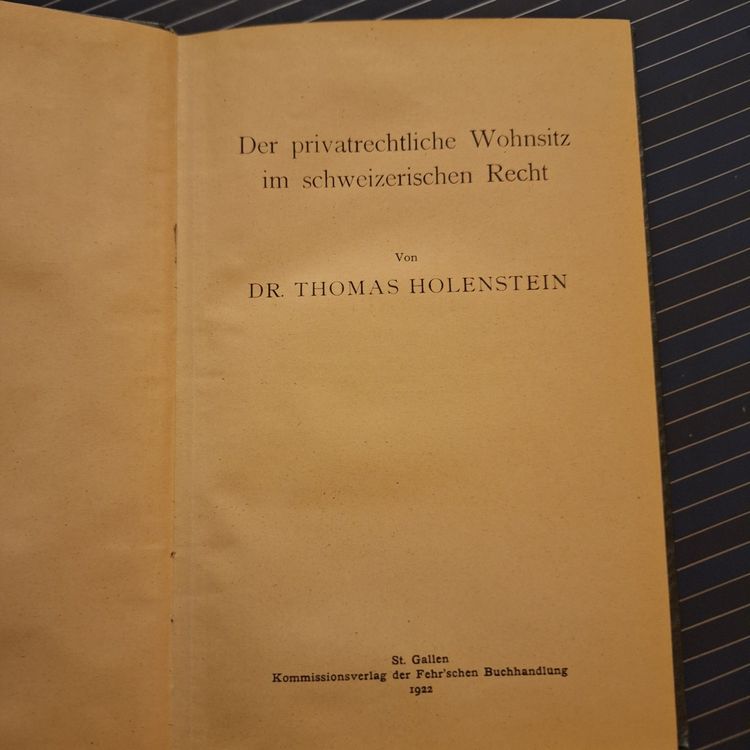 Der privatrechtliche Wohnsitz
im schweizerischen Recht
Von
DR. THOMAS HOLENSTEIN
St. Gallen
Kommissionsverlag der Fehr'schen Buchhandlung
1922